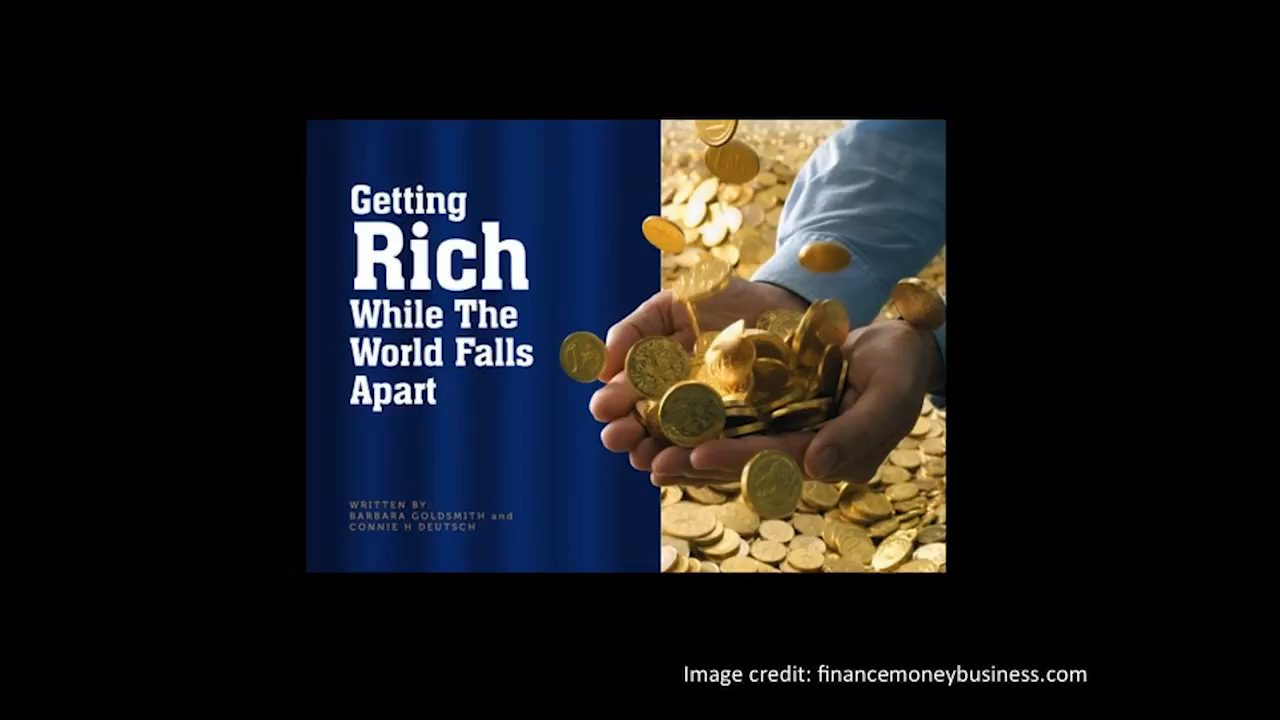 Getting
Rich
While The
World Falls
Apart
WRITTEN BY:
BARBARA GOLDSMITH and
CONNIE H DEUTSCH
Image credit: financemoneybusiness.com